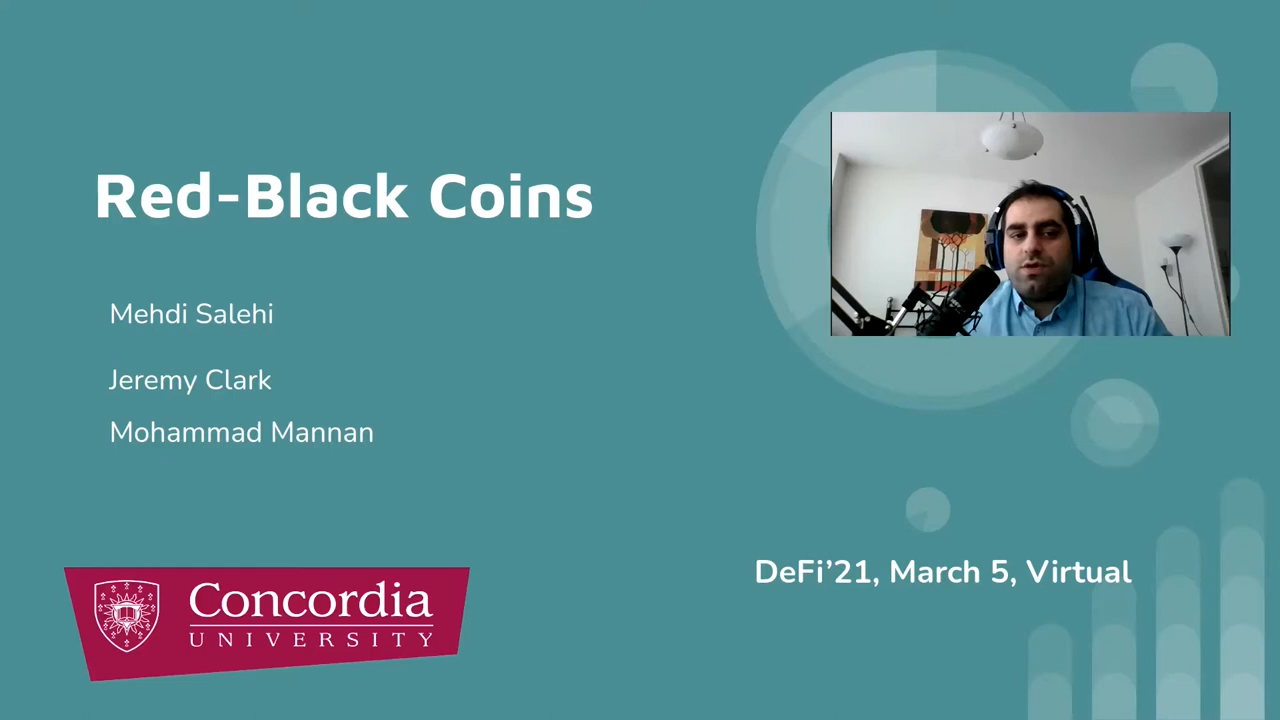 Red-Black Coins
Mehdi Salehi
Jeremy Clark
Mohammad Mannan
DeFi’21, March 5, Virtual
Concordia
UNIVERSITY